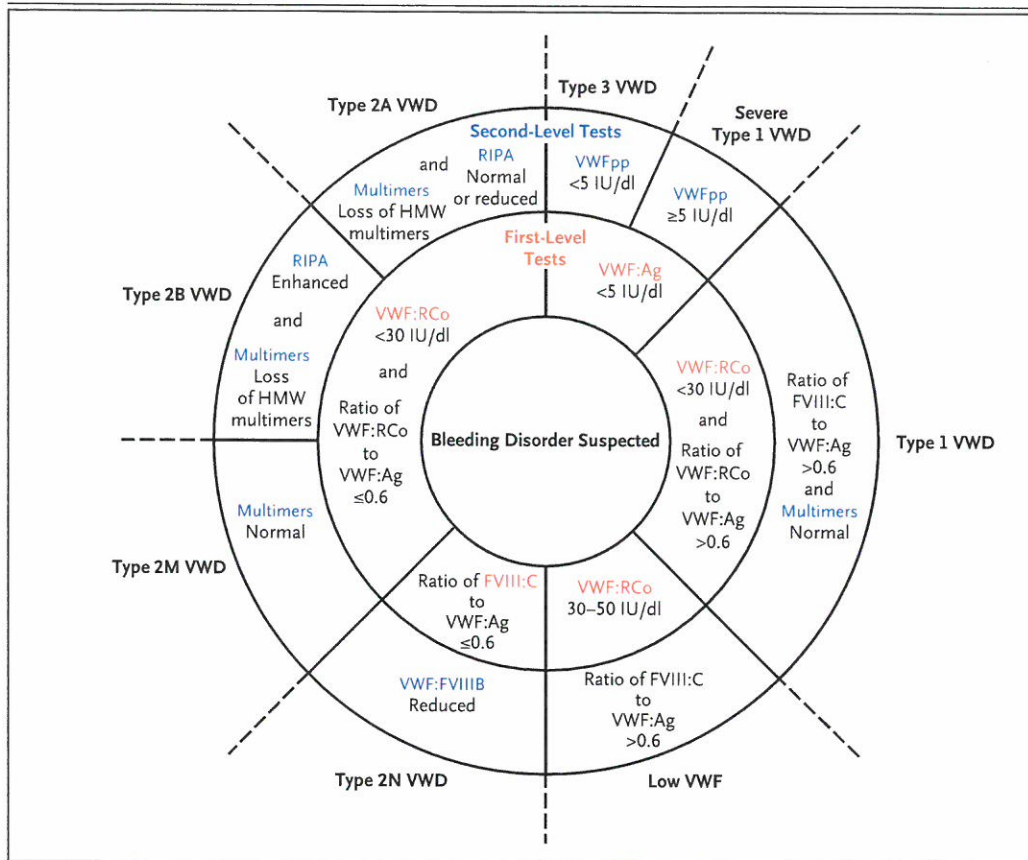 Type 3 VWD
Severe
Type 1 VWD
Type 2A VWD
Second-Level Tests
and
RIPA
Normal
or reduced
Multimers
Loss of HMW
multimers
VWFpp
<5 IU/dl
VWFpp
≥5 IU/dl
First-Level
Tests
VWF:Ag
<5 IU/dl
Type 2B VWD
RIPA
Enhanced
and
Multimers
Loss
of HMW
multimers
VWF:RCo
<30 IU/dl
and
Ratio of
VWF:RCo
to
VWF:Ag
≤0.6
Bleeding Disorder Suspected
VWF:RCo
<30 IU/dl
and
Ratio of
VWF:RCo
to
VWF:Ag
>0.6
Ratio of
FVIII:C
to
VWF:Ag
>0.6
and
Multimers
Normal
Type 1 VWD
Multimers
Normal
Type 2M VWD
Ratio of FVIII:C
to
VWF:Ag
≤0.6
VWF:RCo
30–50 IU/dl
VWF:FVIIIB
Reduced
Ratio of FVIII:C
to
VWF:Ag
>0.6
Type 2N VWD
Low VWF